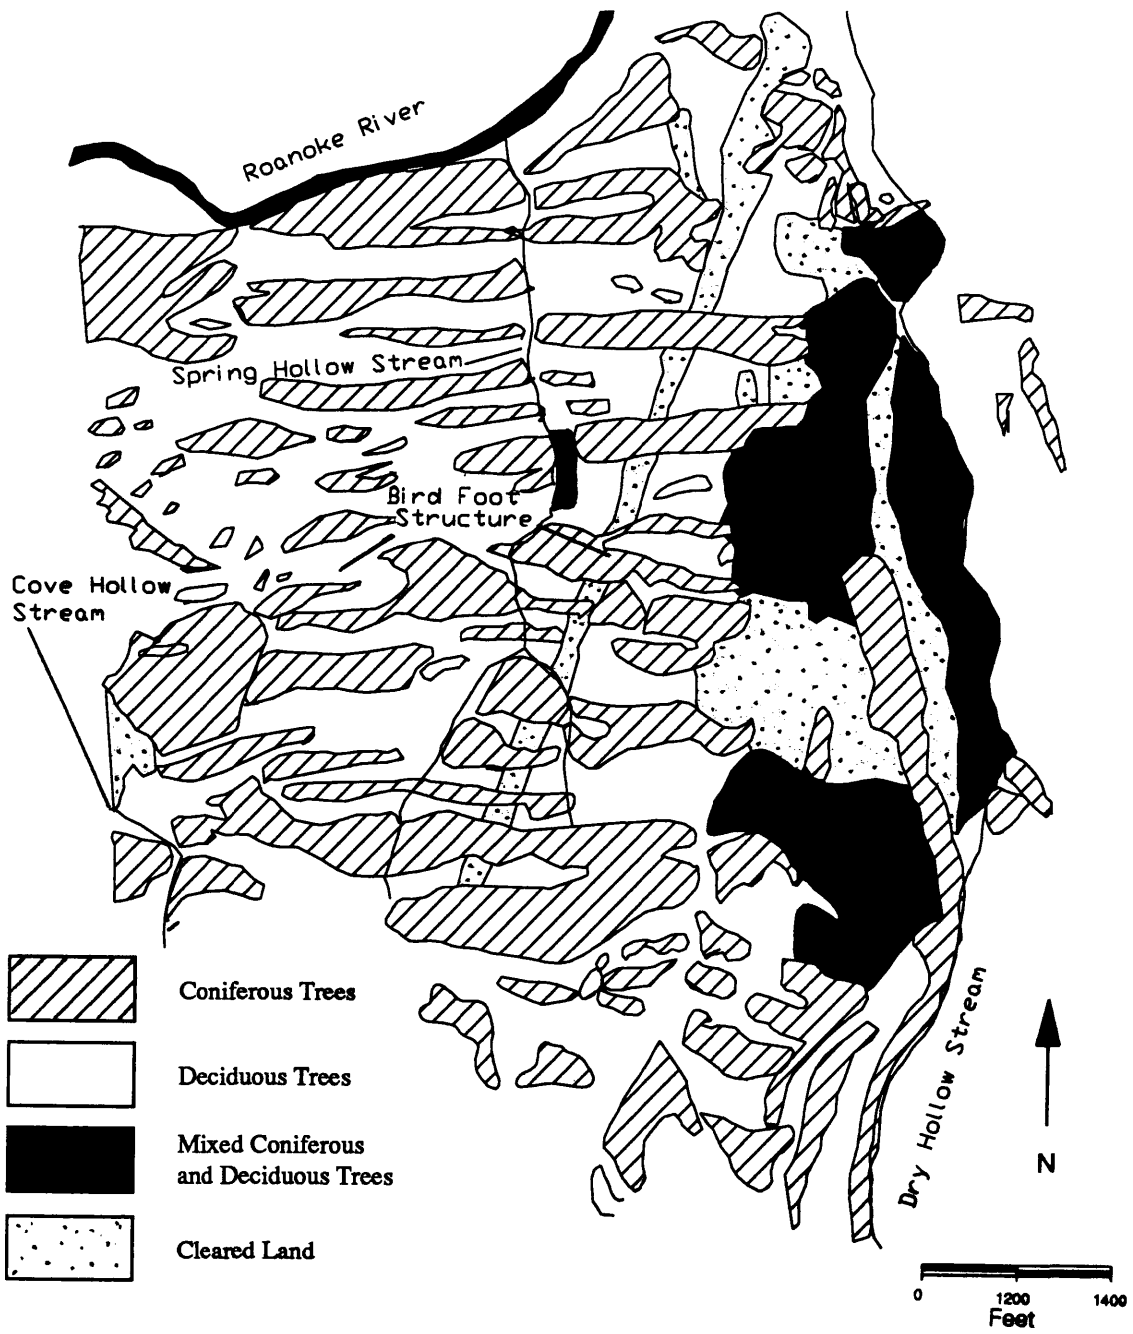 Roanoke River
Spring Hollow Stream
Bird Foot
Structure
Cove Hollow
Stream
Coniferous Trees
Deciduous Trees
Mixed Coniferous
and Deciduous Trees
Cleared Land
Dry Hollow Stream
N
0 1200 1400
Feet